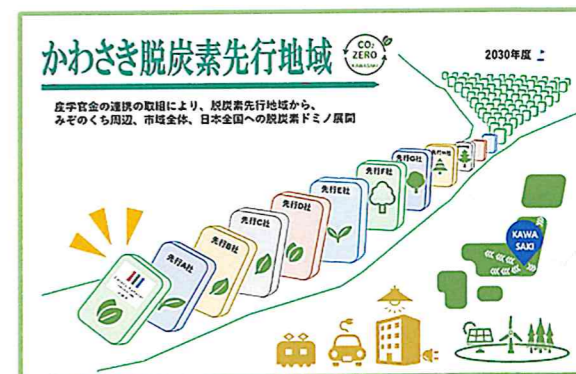 かわさき脱炭素先行地域
CO₂
ZERO
KAWASAKI
2030年度
産学官金の連携の取組により、脱炭素先行地域から、
みぞのくち周辺、市域全体、日本全国への脱炭素ドミノ展開
先行A社
先行B社
先行C社
先行D社
先行E社
先行F社
先行G社
先行H社
KAWA
SAKI